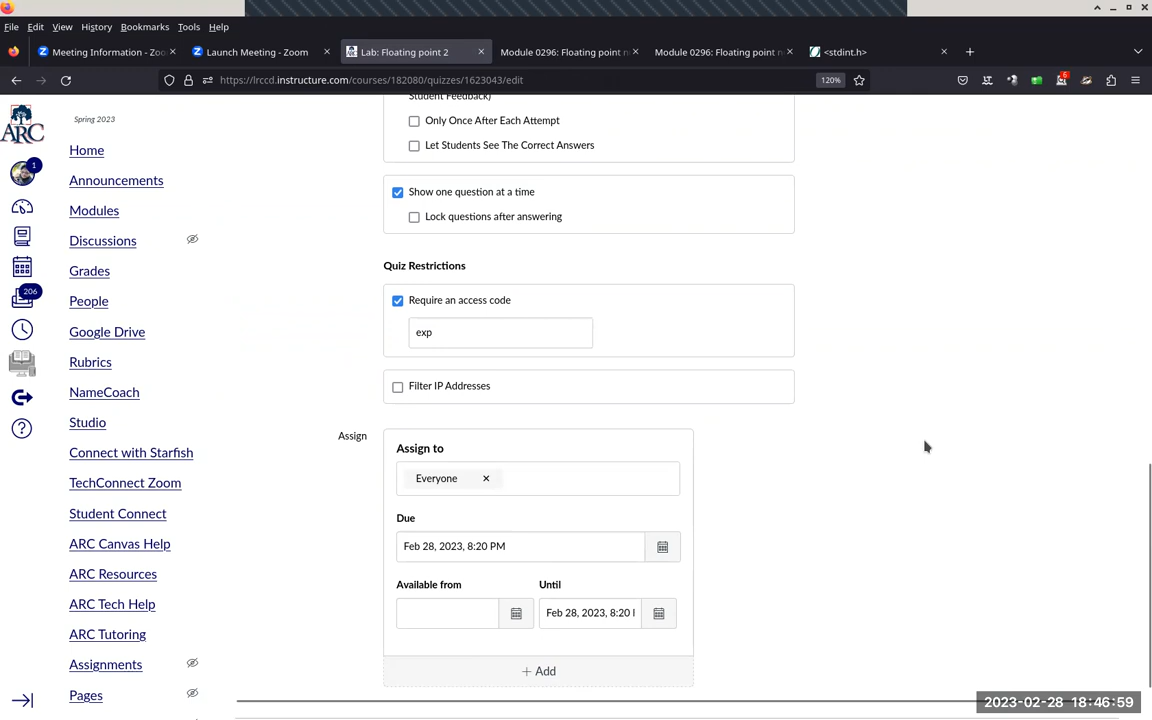 File Edit View History Bookmarks Tools Help
Meeting Information - Zoo
Launch Meeting - Zoom
Lab: Floating point 2
Module 0296: Floating point n
Module 0296: Floating point n
<stdint.h>
https://lrccd.instructure.com/courses/182080/quizzes/1623043/edit
120%
6
ARC
Spring 2023
1
206
Home
Announcements
Modules
Discussions
Grades
People
Google Drive
Rubrics
NameCoach
Studio
Connect with Starfish
TechConnect Zoom
Student Connect
ARC Canvas Help
ARC Resources
ARC Tech Help
ARC Tutoring
Assignments
Pages
Student Feedback)
Only Once After Each Attempt
Let Students See The Correct Answers
Show one question at a time
Lock questions after answering
Quiz Restrictions
Require an access code
exp
Filter IP Addresses
Assign
Assign to
Everyone
Due
Feb 28, 2023, 8:20 PM
Available from
Until
Feb 28, 2023, 8:20
+ Add
2023-02-28 18:46:59